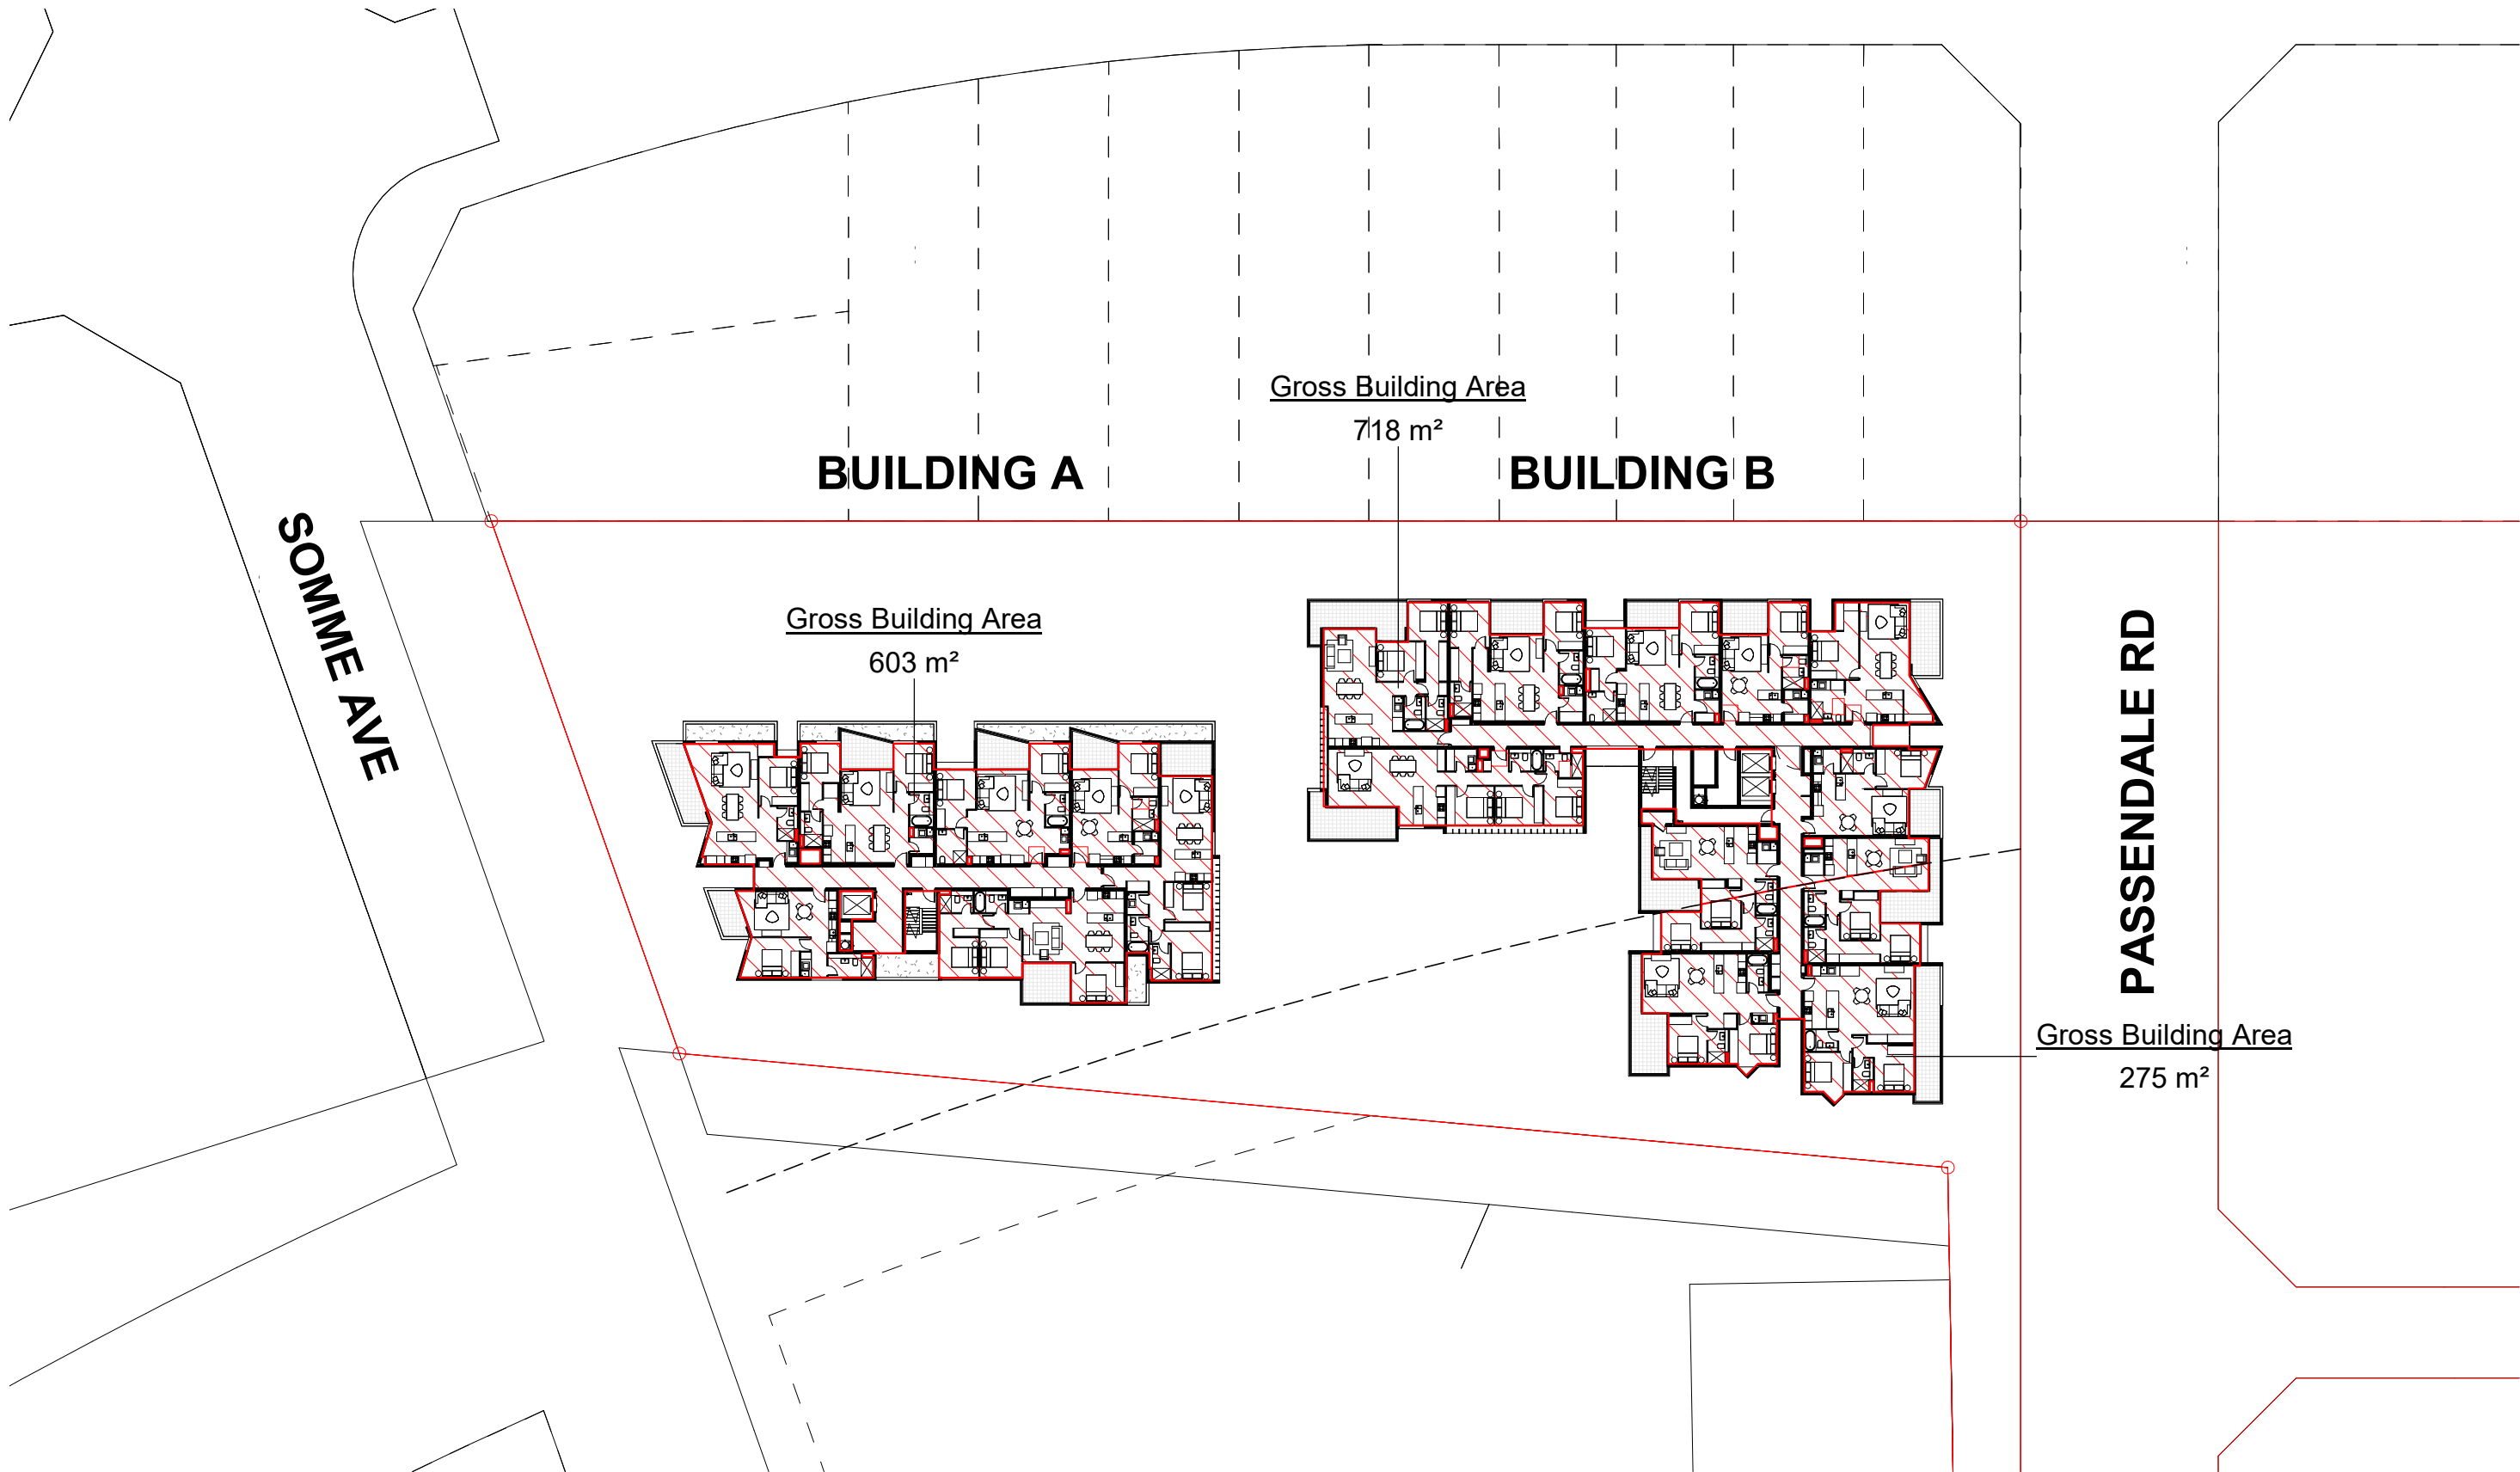 Gross Building Area
718 m²
BUILDING A
BUILDING B
SOMME AVE
Gross Building Area
603 m²
PASSENDALE RD
Gross Building Area
275 m²